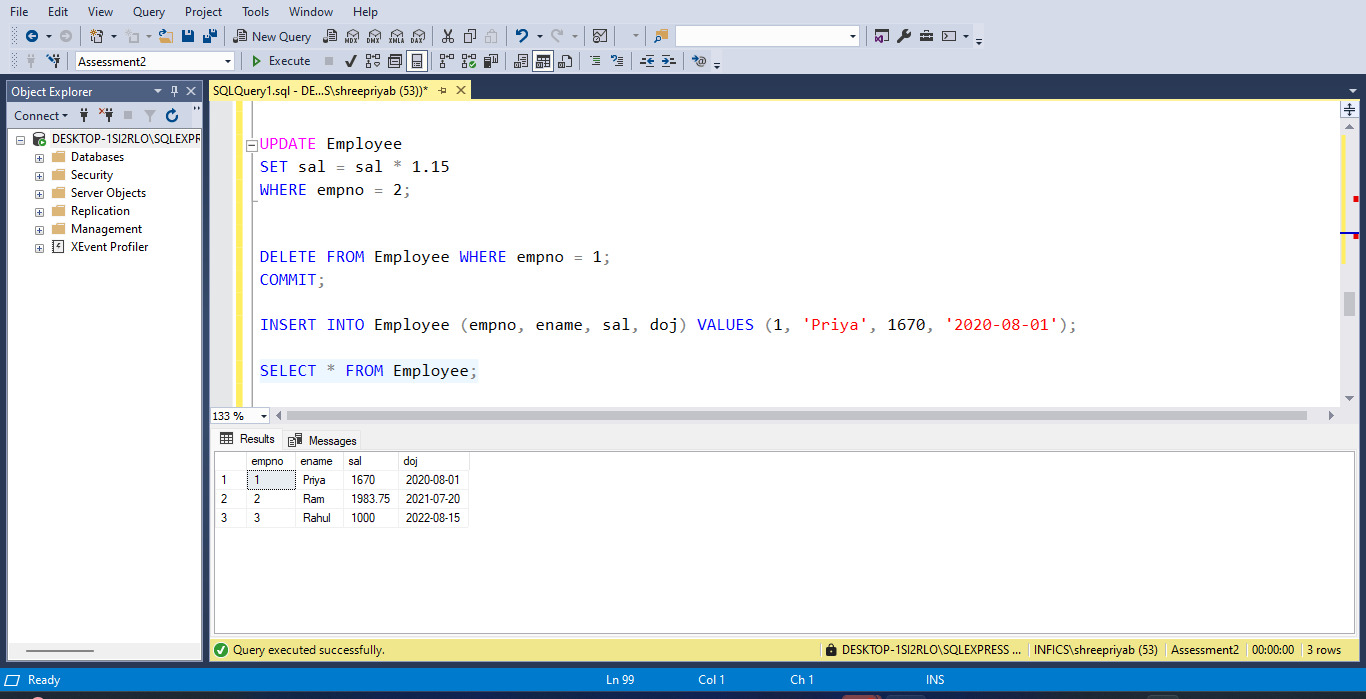 File Edit View Query Project Tools Window Help
New Query MDX DMX XMLA DAX
Assessment2 Execute
Object Explorer
Connect
DESKTOP-1SI2RLO\SQLEXPR
Databases
Security
Server Objects
Replication
Management
XEvent Profiler
SQLQuery1.sql - DE...S\shreepriyab (53))*
UPDATE Employee
SET sal = sal * 1.15
WHERE empno = 2;
DELETE FROM Employee WHERE empno = 1;
COMMIT;
INSERT INTO Employee (empno, ename, sal, doj) VALUES (1, 'Priya', 1670, '2020-08-01');
SELECT * FROM Employee;
133 %
Results Messages
empno ename sal doj
1 1 Priya 1670 2020-08-01
2 2 Ram 1983.75 2021-07-20
3 3 Rahul 1000 2022-08-15
Query executed successfully. DESKTOP-1SI2RLO\SQLEXPRESS ... INFICS\shreepriyab (53) Assessment2 00:00:00 3 rows
Ready Ln 99 Col 1 Ch 1 INS